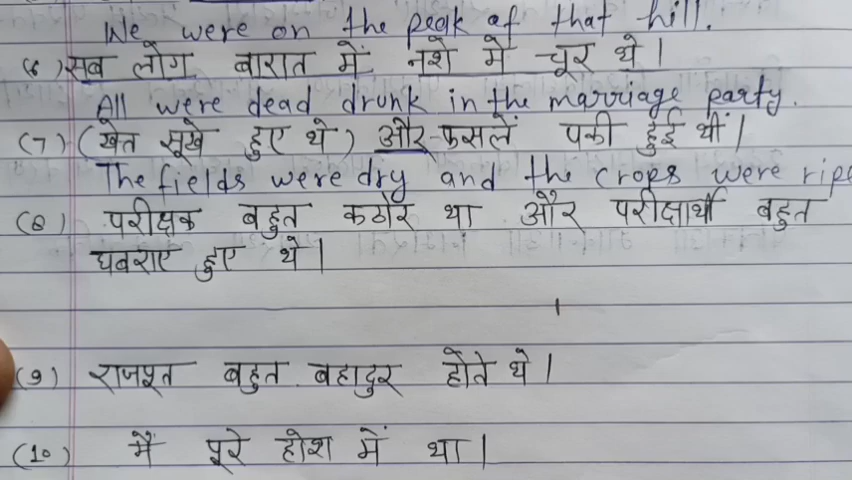 We were on the peak of that hill.
(6) सब लोग बारात में नशे मे चूर थे।
All were dead drunk in the marriage party.
(7) (खेत सूखे हुए थे) और फसलें पकी हुई थीं।
The fields were dry and the crops were ripe
(8) परीक्षक बहुत कठोर था और परीक्षार्थी बहुत
घबराए हुए थे।
(9) राजपूत बहुत बहादुर होते थे।
(10) मैं पूरे होश में था।